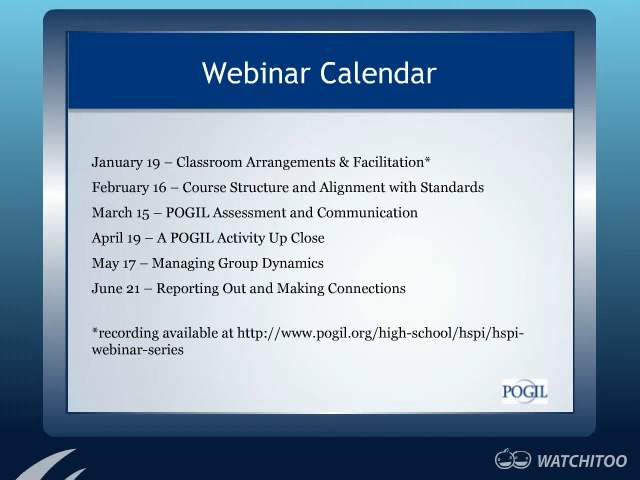 Webinar Calendar
January 19 – Classroom Arrangements & Facilitation*
February 16 – Course Structure and Alignment with Standards
March 15 – POGIL Assessment and Communication
April 19 – A POGIL Activity Up Close
May 17 – Managing Group Dynamics
June 21 – Reporting Out and Making Connections
*recording available at http://www.pogil.org/high-school/hspi/hspi-
webinar-series
POGIL
WATCHITOO